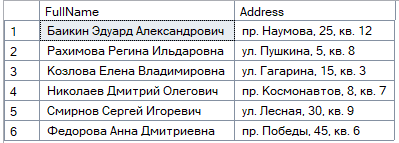 FullName Address
1 Баикин Эдуард Александрович пр. Наумова, 25, кв. 12
2 Рахимова Регина Ильдаровна ул. Пушкина, 5, кв. 8
3 Козлова Елена Владимировна ул. Гагарина, 15, кв. 3
4 Николаев Дмитрий Олегович пр. Космонавтов, 8, кв. 7
5 Смирнов Сергей Игоревич ул. Лесная, 30, кв. 9
6 Федорова Анна Дмитриевна пр. Победы, 45, кв. 6